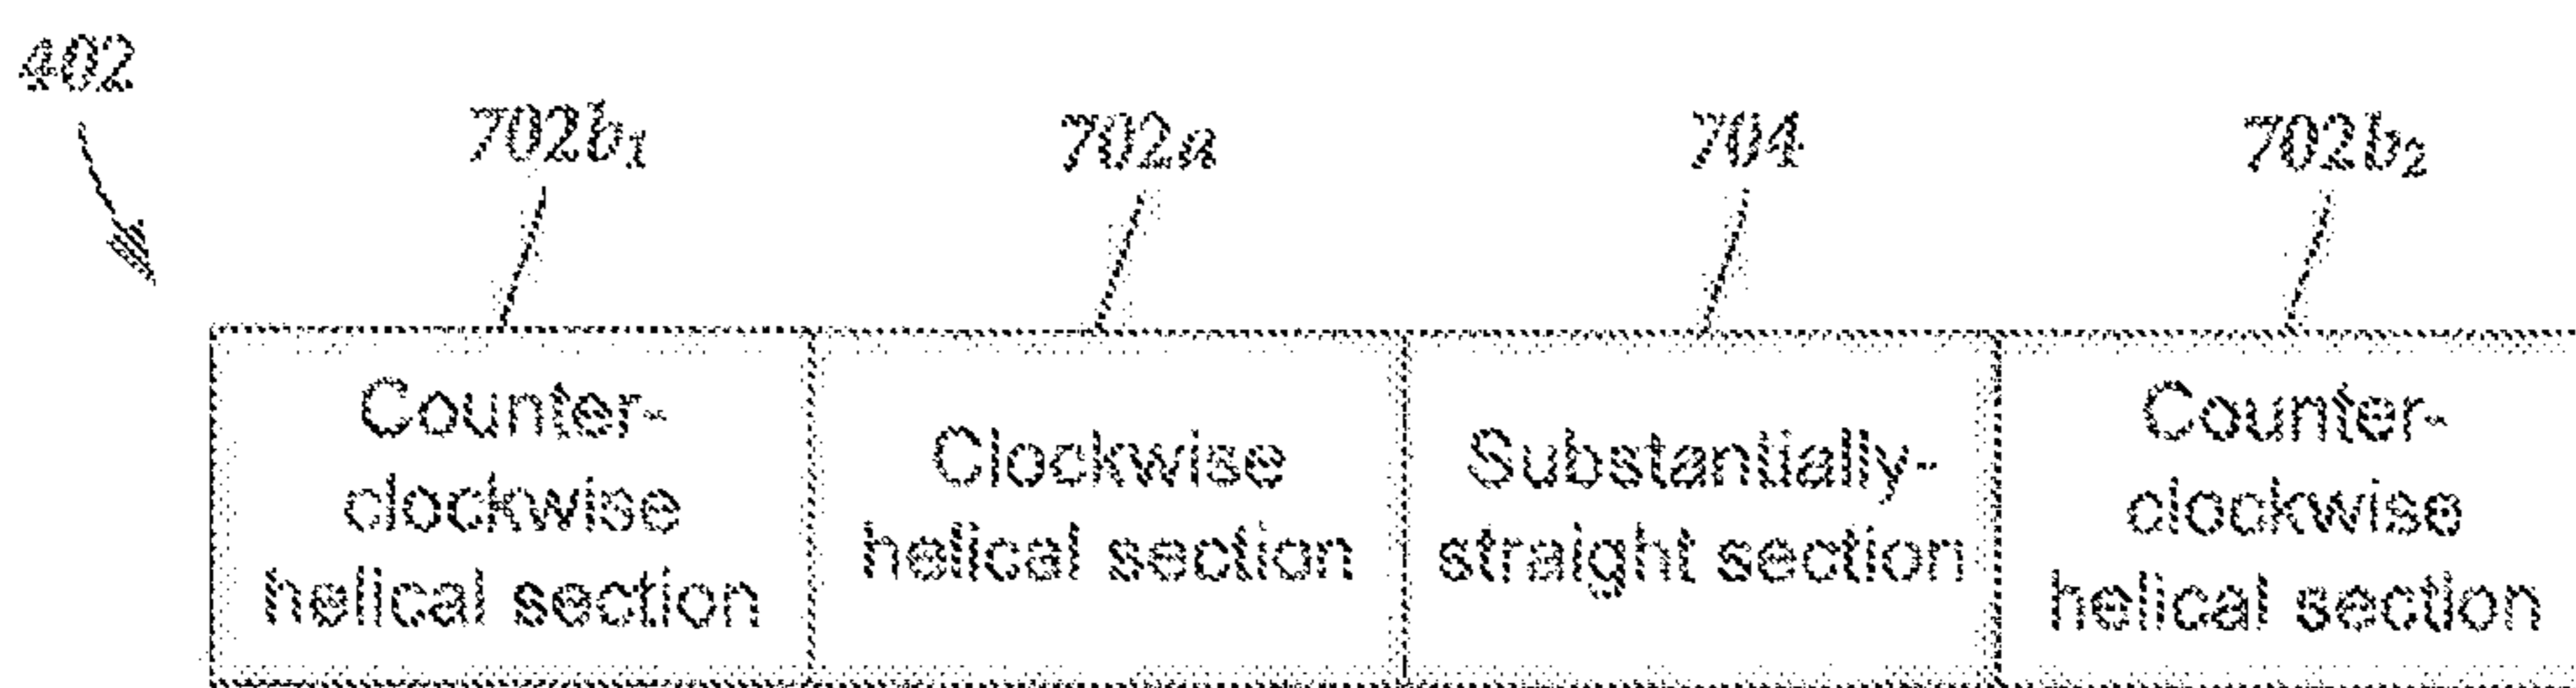 402
702b1 702a 704 702b2
Counter-
clockwise
helical section
Clockwise
helical section
Substantially-
straight section
Counter-
clockwise
helical section